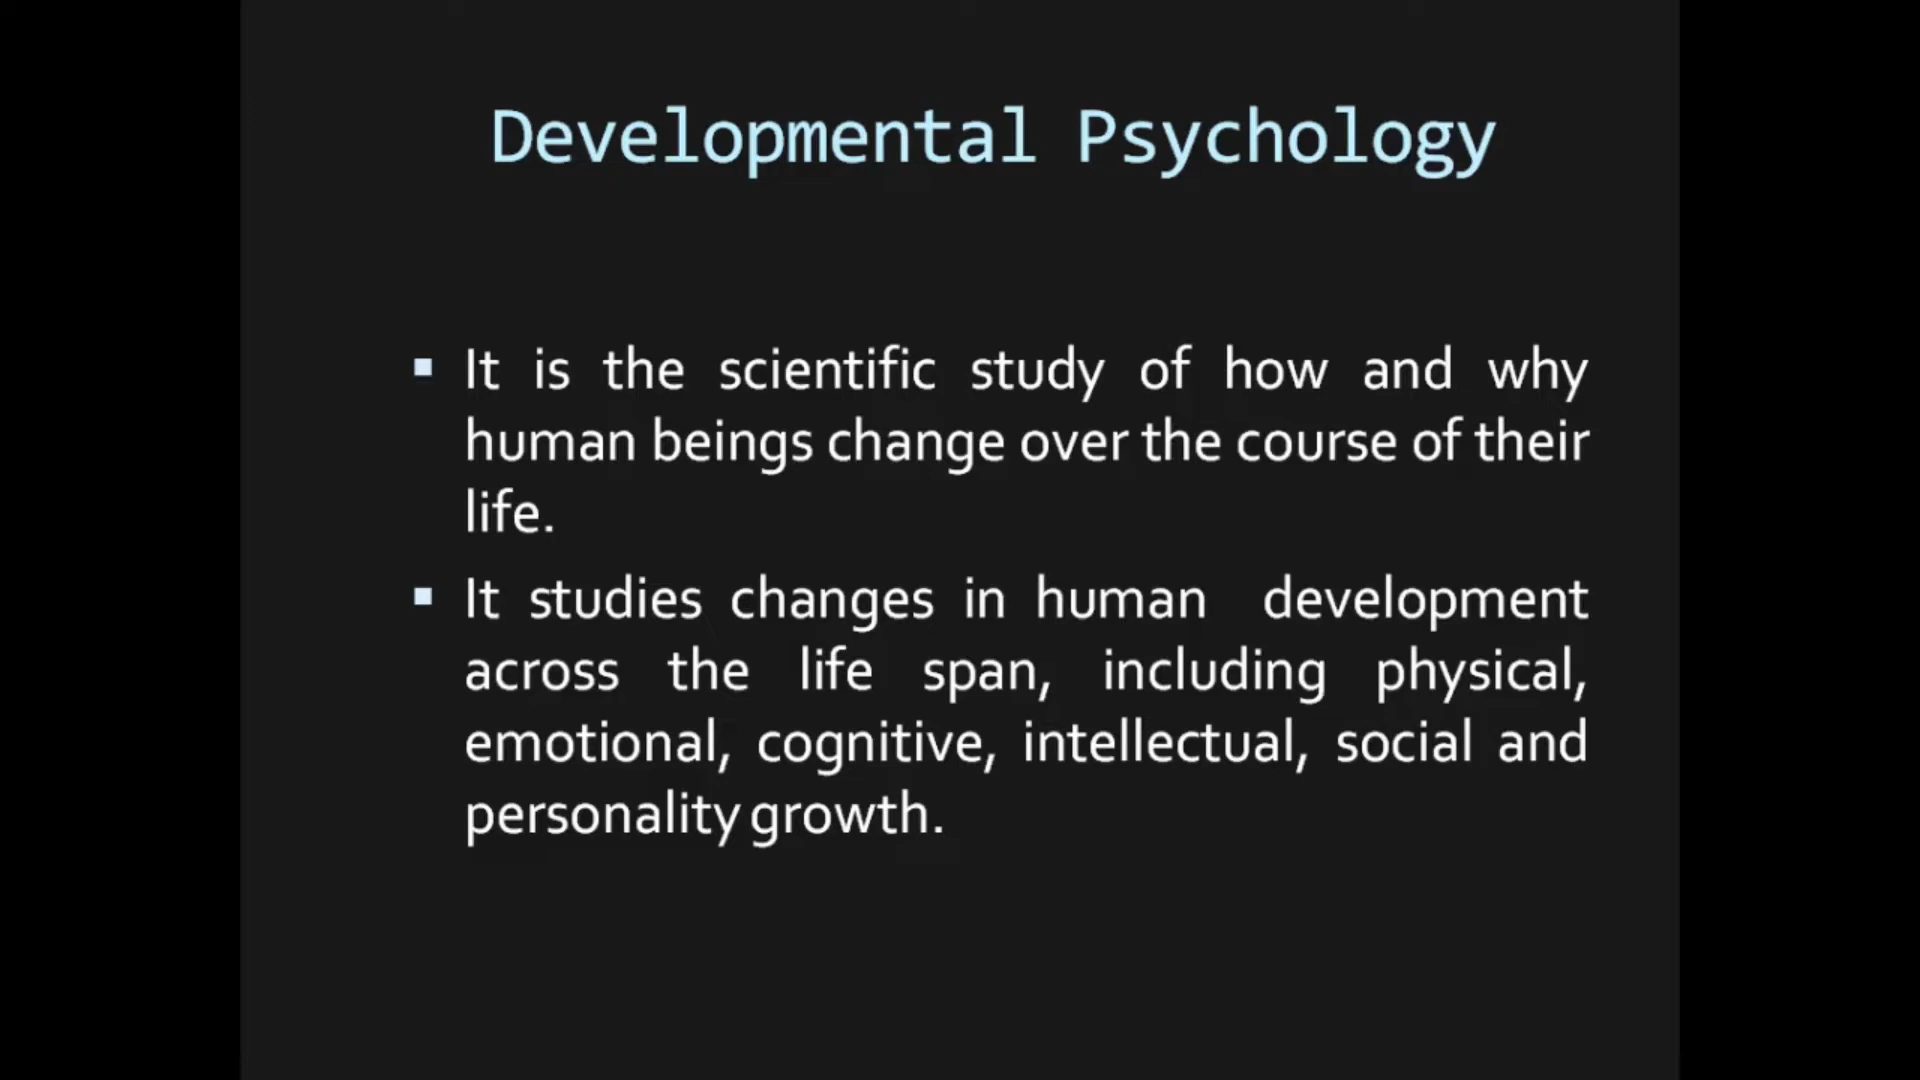 Developmental Psychology
▪ It is the scientific study of how and why
human beings change over the course of their
life.
▪ It studies changes in human development
across the life span, including physical,
emotional, cognitive, intellectual, social and
personality growth.